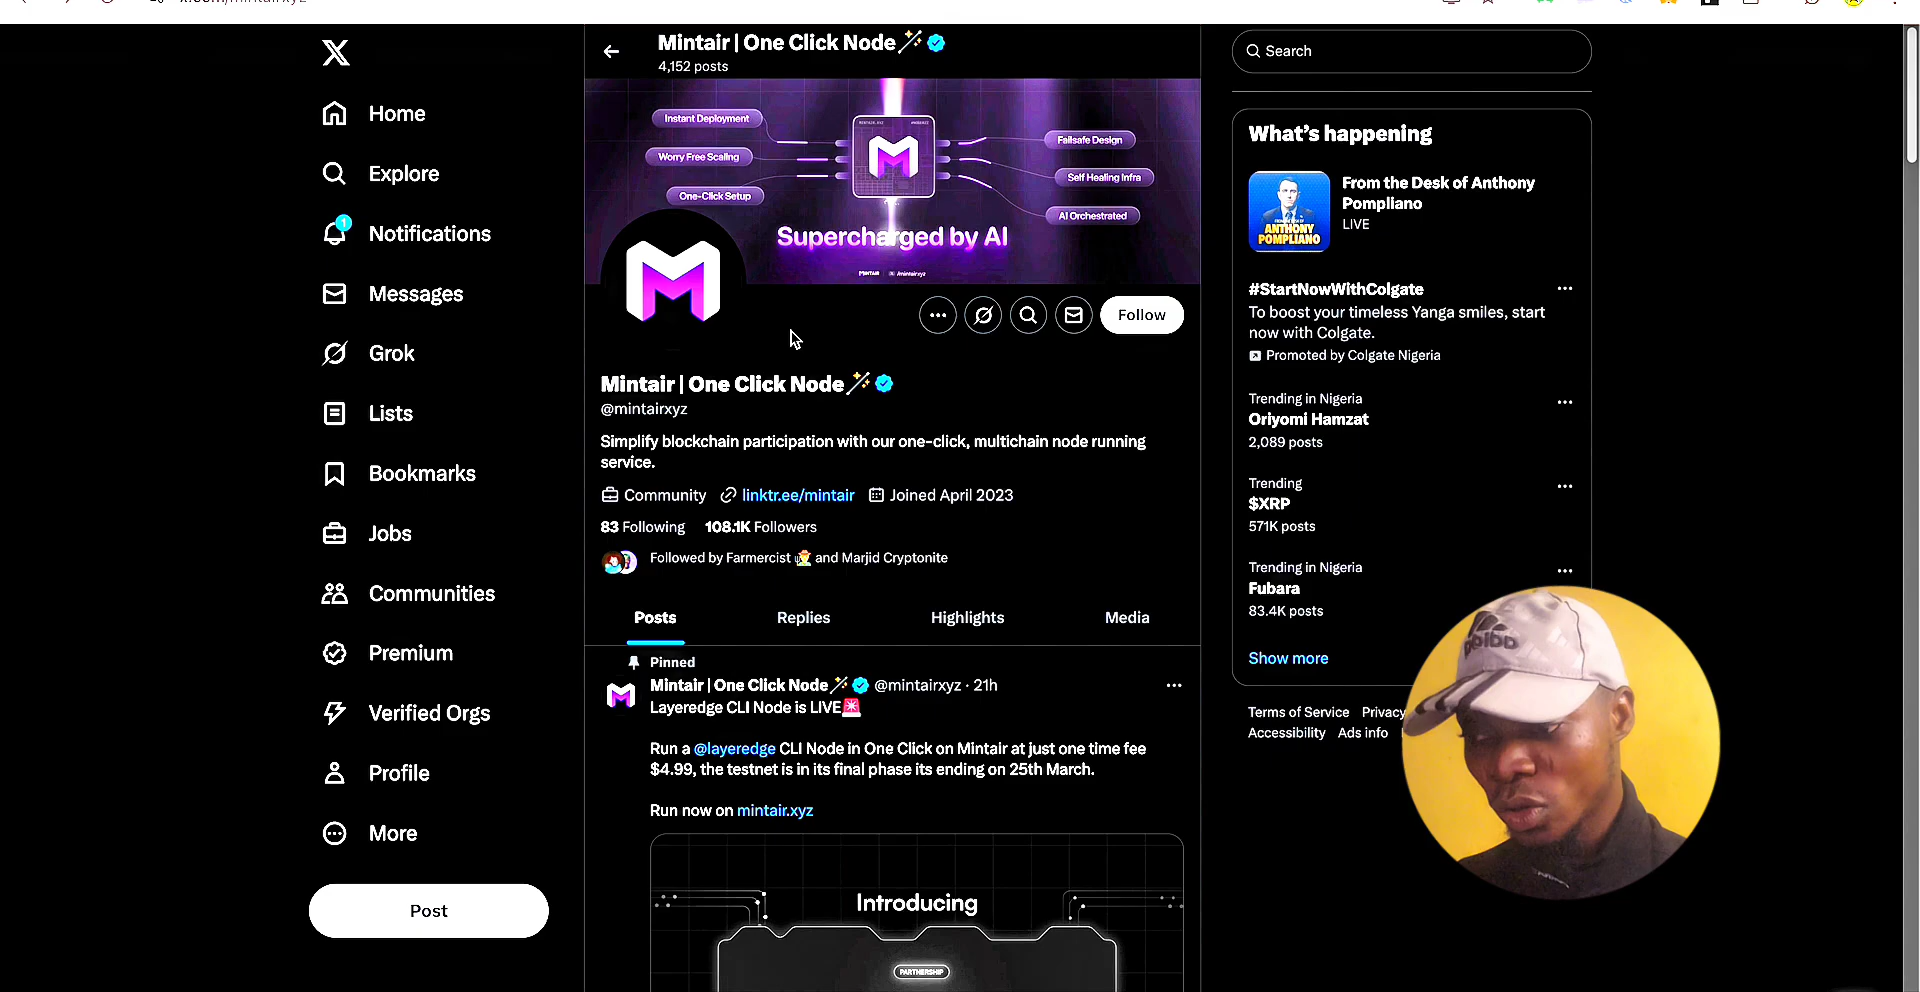 Mintair | One Click Node
4,152 posts
Search
Home
Explore
1
Notifications
Messages
Grok
Lists
Bookmarks
Jobs
Communities
Premium
Verified Orgs
Profile
More
Post
Instant Deployment
Worry Free Scaling
One-Click Setup
Failsafe Design
Self Healing Infra
AI Orchestrated
Supercharged by AI
MINTAIR
/mintairxyz
Follow
Mintair | One Click Node
@mintairxyz
Simplify blockchain participation with our one-click, multichain node running
service.
Community linktr.ee/mintair Joined April 2023
83 Following 108.1K Followers
Followed by Farmercist and Marjid Cryptonite
Posts Replies Highlights Media
Pinned
Mintair | One Click Node @mintairxyz · 21h
Layeredge CLI Node is LIVE
Run a @layeredge CLI Node in One Click on Mintair at just one time fee
$4.99, the testnet is in its final phase its ending on 25th March.
Run now on mintair.xyz
Introducing
PARTNERSHIP
What's happening
From the Desk of Anthony
Pompliano
LIVE
ANTHONY
POMPLIANO
#StartNowWithColgate
To boost your timeless Yanga smiles, start
now with Colgate.
Promoted by Colgate Nigeria
Trending in Nigeria
Oriyomi Hamzat
2,089 posts
Trending
$XRP
571K posts
Trending in Nigeria
Fubara
83.4K posts
Show more
Terms of Service Privacy
Accessibility Ads info